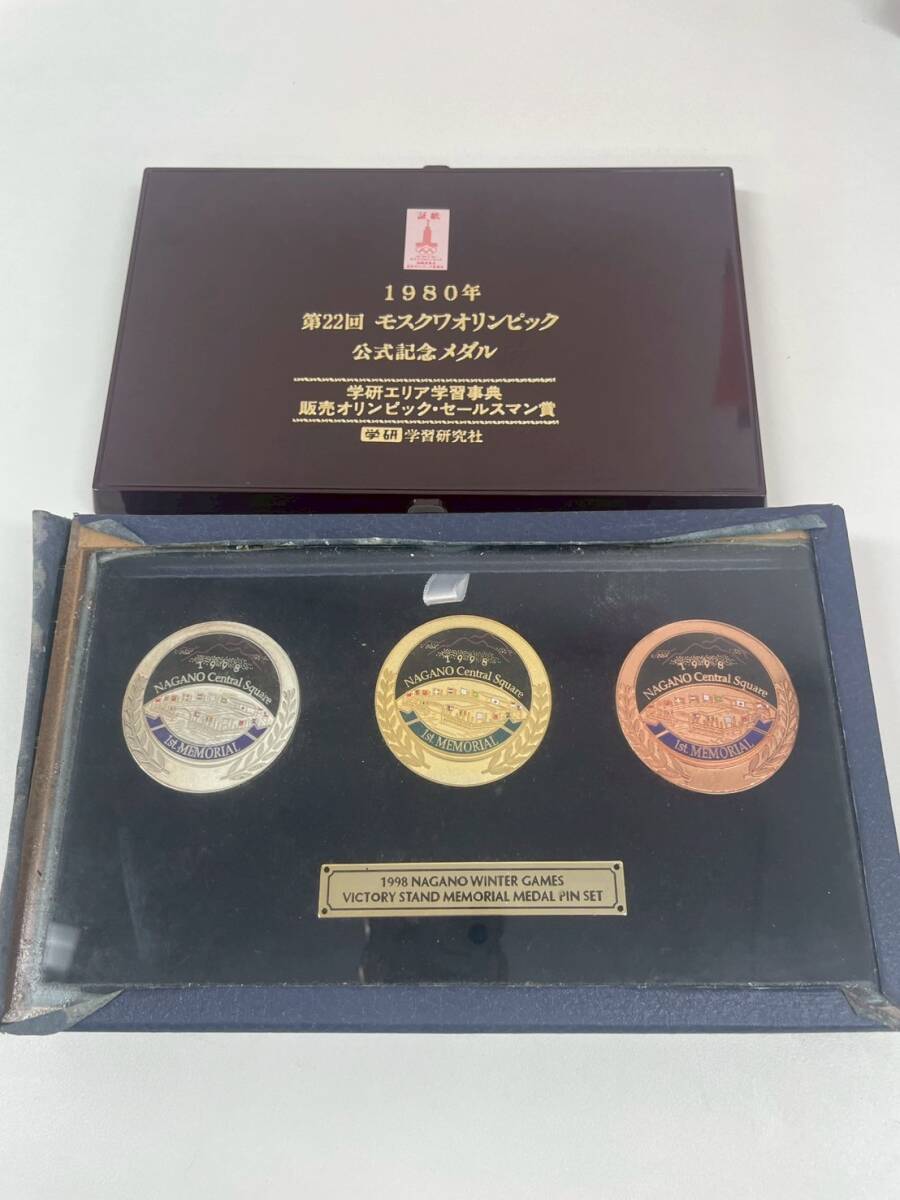 証紙
1980年
第22回 モスクワオリンピック
公式記念メダル
学研エリア学習事典
販売オリンピック・セールスマン賞
学研 学習研究社
1998
NAGANO Central Square
1st. MEMORIAL
1998
NAGANO Central Square
1st. MEMORIAL
1998
NAGANO Central Square
1st. MEMORIAL
1998 NAGANO WINTER GAMES
VICTORY STAND MEMORIAL MEDAL PIN SET